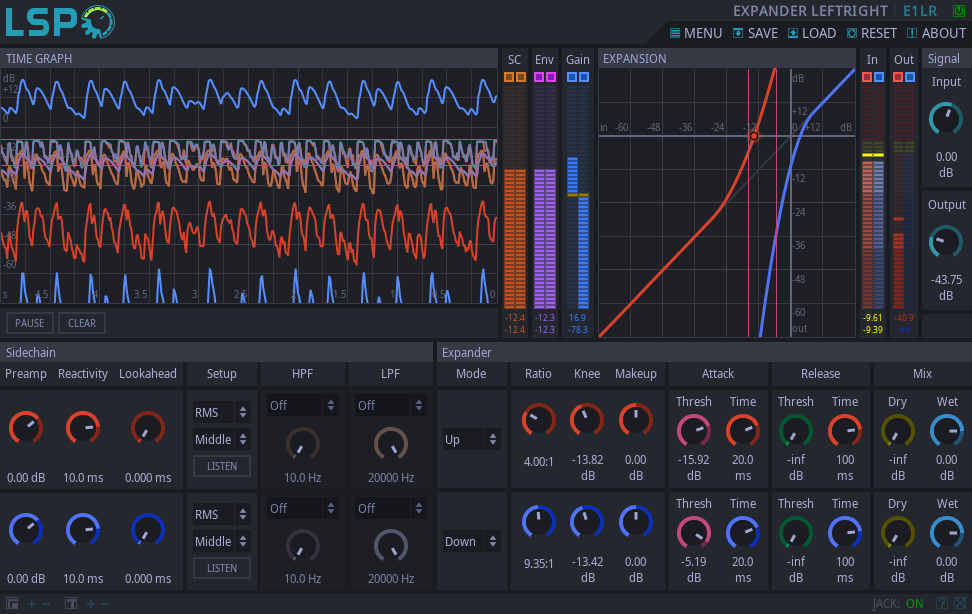 LSP
EXPANDER LEFTRIGHT E1LR
MENU SAVE LOAD RESET ABOUT
TIME GRAPH
SC Env Gain
EXPANSION
In Out
Signal
dB
+12
0
-36
-48
-60
s 4.5 4 3.5 3 2.5 2 1.5 1 0
in -60 -48 -36 -24 -12 0 +12 dB
dB
+12
-12
-24
-36
-48
-60
out
Input
0.00
dB
Output
-43.75
dB
-12.4 -12.3 16.9 -9.61 -40.9
-12.4 -12.3 -78.3 -9.39 -inf
PAUSE CLEAR
Sidechain
Expander
Preamp Reactivity Lookahead Setup HPF LPF
Mode Ratio Knee Makeup Attack Release Mix
RMS
Middle
LISTEN
Off Off
0.00 dB 10.0 ms 0.000 ms
10.0 Hz 20000 Hz
Up
4.00:1 -13.82 dB 0.00 dB
Thresh Time Thresh Time Dry Wet
-15.92 dB 20.0 ms -inf dB 100 ms -inf dB 0.00 dB
RMS
Middle
LISTEN
Off Off
0.00 dB 10.0 ms 0.000 ms
10.0 Hz 20000 Hz
Down
9.35:1 -13.42 dB 0.00 dB
Thresh Time Thresh Time Dry Wet
-5.19 dB 20.0 ms -inf dB 100 ms -inf dB 0.00 dB
JACK: ON